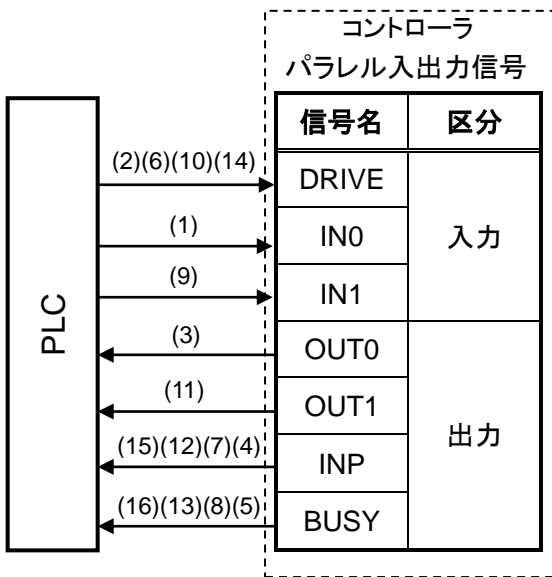 コントローラ
パラレル入出力信号
信号名 区分
(2)(6)(10)(14) DRIVE
(1) IN0 入力
(9) IN1
PLC
(3) OUT0
(11) OUT1
出力
(15)(12)(7)(4) INP
(16)(13)(8)(5) BUSY